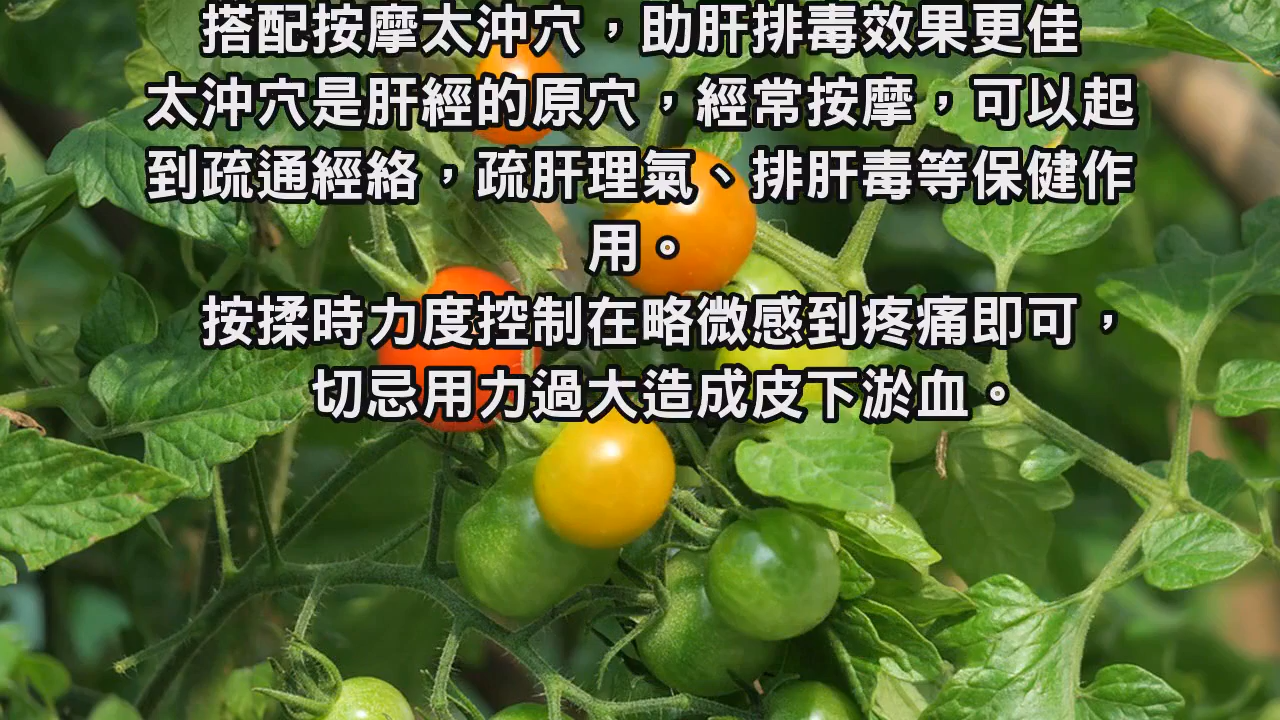 搭配按摩太沖穴，助肝排毒效果更佳
太沖穴是肝經的原穴，經常按摩，可以起
到疏通經絡，疏肝理氣、排肝毒等保健作
用。
按揉時力度控制在略微感到疼痛即可，
切忌用力過大造成皮下淤血。